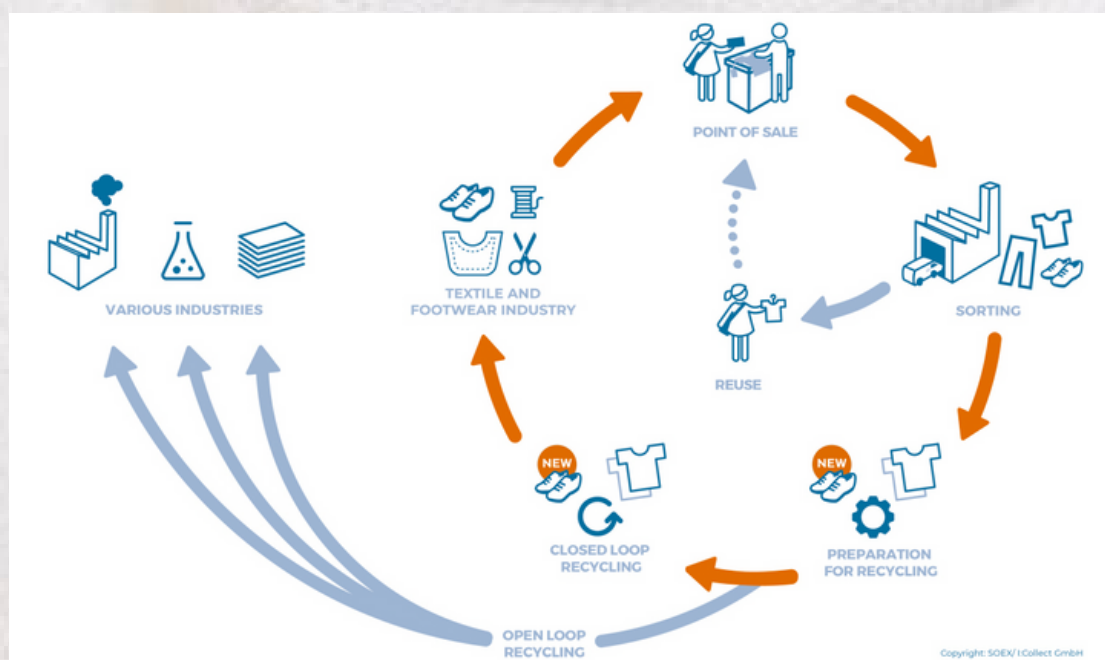 POINT OF SALE
VARIOUS INDUSTRIES
TEXTILE AND
FOOTWEAR INDUSTRY
SORTING
REUSE
NEW
CLOSED LOOP
RECYCLING
NEW
PREPARATION
FOR RECYCLING
OPEN LOOP
RECYCLING
Copyright: SOEX/ I:Collect GmbH